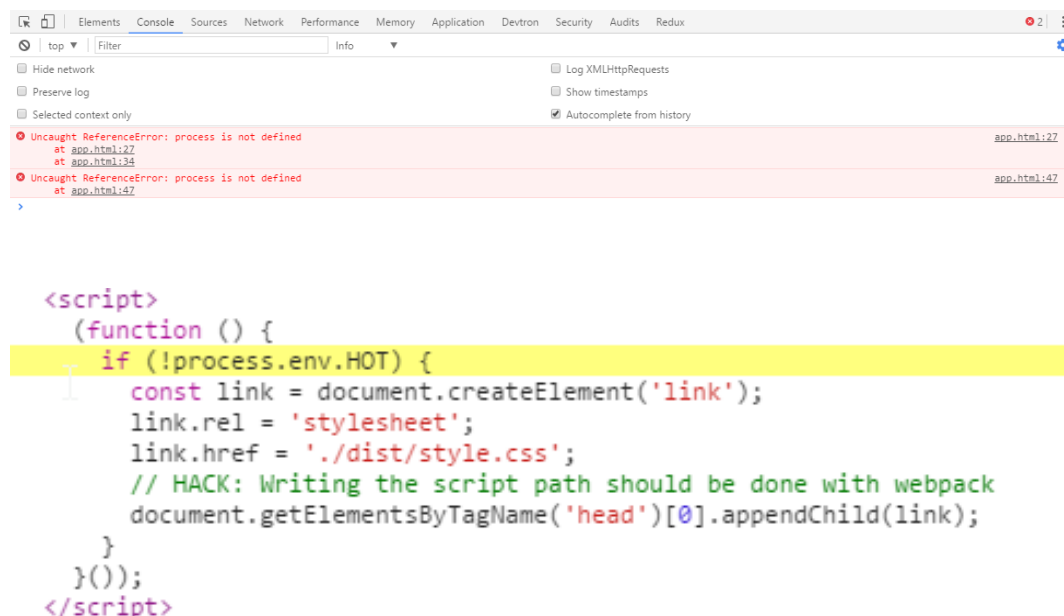 Elements Console Sources Network Performance Memory Application Devtron Security Audits Redux 2
top ▼ Filter Info ▼
Hide network Log XMLHttpRequests
Preserve log Show timestamps
Selected context only Autocomplete from history
Uncaught ReferenceError: process is not defined app.html:27
at app.html:27
at app.html:34
Uncaught ReferenceError: process is not defined app.html:47
at app.html:47
>
<script>
(function () {
if (!process.env.HOT) {
const link = document.createElement('link');
link.rel = 'stylesheet';
link.href = './dist/style.css';
// HACK: Writing the script path should be done with webpack
document.getElementsByTagName('head')[0].appendChild(link);
}
}());
</script>